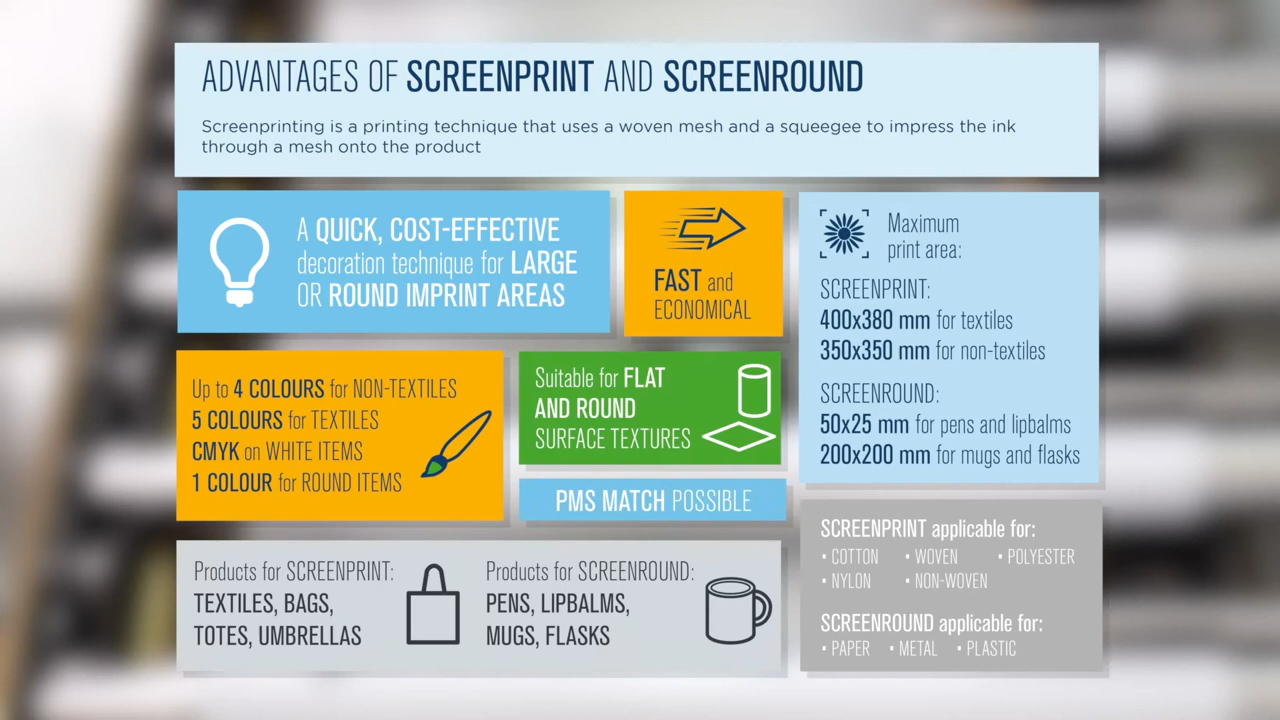 ADVANTAGES OF SCREENPRINT AND SCREENROUND
Screenprinting is a printing technique that uses a woven mesh and a squeegee to impress the ink
through a mesh onto the product
A QUICK, COST-EFFECTIVE
decoration technique for LARGE
OR ROUND IMPRINT AREAS
FAST and
ECONOMICAL
Maximum
print area:
SCREENPRINT:
400x380 mm for textiles
350x350 mm for non-textiles
SCREENROUND:
50x25 mm for pens and lipbalms
200x200 mm for mugs and flasks
Up to 4 COLOURS for NON-TEXTILES
5 COLOURS for TEXTILES
CMYK on WHITE ITEMS
1 COLOUR for ROUND ITEMS
Suitable for FLAT
AND ROUND
SURFACE TEXTURES
PMS MATCH POSSIBLE
Products for SCREENPRINT:
TEXTILES, BAGS,
TOTES, UMBRELLAS
Products for SCREENROUND:
PENS, LIPBALMS,
MUGS, FLASKS
SCREENPRINT applicable for:
• COTTON • WOVEN • POLYESTER
• NYLON • NON-WOVEN
SCREENROUND applicable for:
• PAPER • METAL • PLASTIC